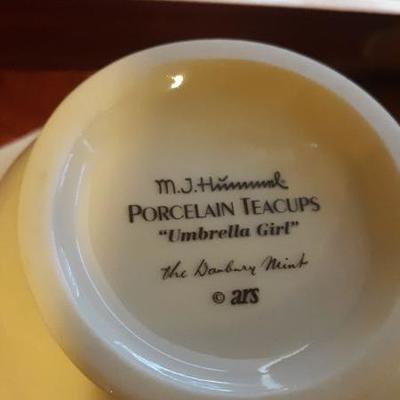 M.J. Hummel
PORCELAIN TEACUPS
"Umbrella Girl"
the Danbury Mint
© ars